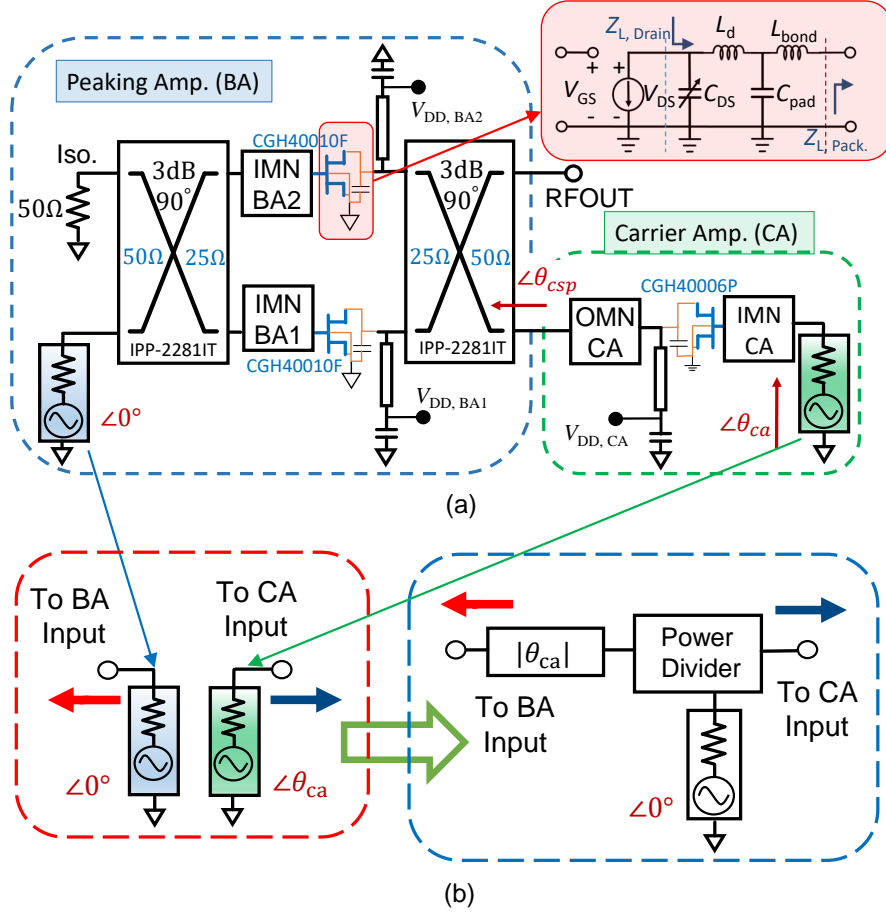 Peaking Amp. (BA)
Iso.
50Ω
3dB
90°
50Ω 25Ω
IPP-2281IT
∠0°
IMN
BA2
CGH40010F
V_DD, BA2
IMN
BA1
CGH40010F
V_DD, BA1
3dB
90°
25Ω 50Ω
IPP-2281IT
RFOUT
Z_L, Drain
L_d
L_bond
+
V_GS
-
+
V_DS
-
C_DS
C_pad
Z_L, Pack.
Carrier Amp. (CA)
∠θ_csp
OMN
CA
CGH40006P
IMN
CA
V_DD, CA
∠θ_ca
(a)
To BA
Input
To CA
Input
∠0°
∠θ_ca
|θ_ca|
Power
Divider
To BA
Input
To CA
Input
∠0°
(b)